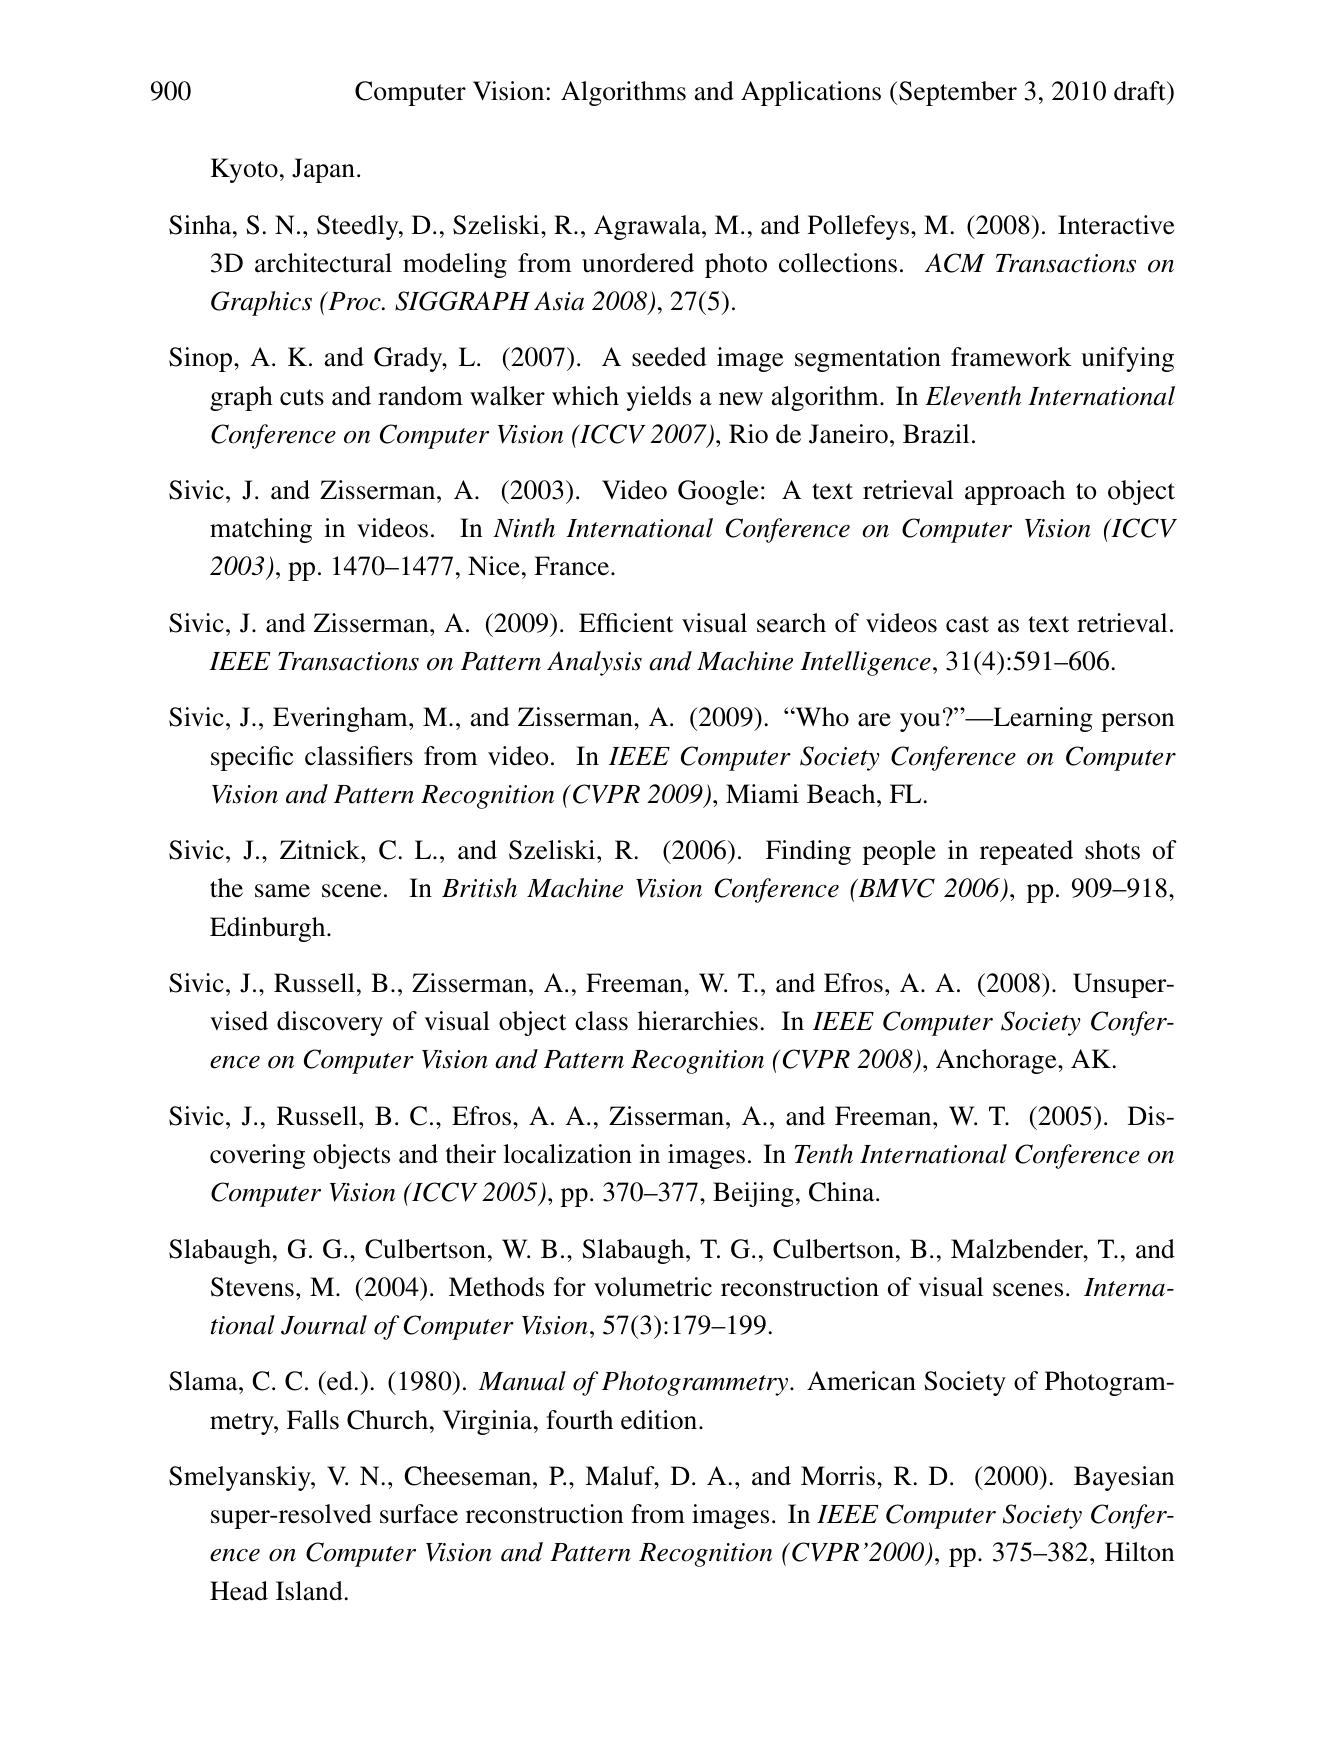 900 Computer Vision: Algorithms and Applications (September 3, 2010 draft)
Kyoto, Japan.
Sinha, S. N., Steedly, D., Szeliski, R., Agrawala, M., and Pollefeys, M. (2008). Interactive
3D architectural modeling from unordered photo collections. ACM Transactions on
Graphics (Proc. SIGGRAPH Asia 2008), 27(5).
Sinop, A. K. and Grady, L. (2007). A seeded image segmentation framework unifying
graph cuts and random walker which yields a new algorithm. In Eleventh International
Conference on Computer Vision (ICCV 2007), Rio de Janeiro, Brazil.
Sivic, J. and Zisserman, A. (2003). Video Google: A text retrieval approach to object
matching in videos. In Ninth International Conference on Computer Vision (ICCV
2003), pp. 1470–1477, Nice, France.
Sivic, J. and Zisserman, A. (2009). Efficient visual search of videos cast as text retrieval.
IEEE Transactions on Pattern Analysis and Machine Intelligence, 31(4):591–606.
Sivic, J., Everingham, M., and Zisserman, A. (2009). “Who are you?”—Learning person
specific classifiers from video. In IEEE Computer Society Conference on Computer
Vision and Pattern Recognition (CVPR 2009), Miami Beach, FL.
Sivic, J., Zitnick, C. L., and Szeliski, R. (2006). Finding people in repeated shots of
the same scene. In British Machine Vision Conference (BMVC 2006), pp. 909–918,
Edinburgh.
Sivic, J., Russell, B., Zisserman, A., Freeman, W. T., and Efros, A. A. (2008). Unsuper-
vised discovery of visual object class hierarchies. In IEEE Computer Society Confer-
ence on Computer Vision and Pattern Recognition (CVPR 2008), Anchorage, AK.
Sivic, J., Russell, B. C., Efros, A. A., Zisserman, A., and Freeman, W. T. (2005). Dis-
covering objects and their localization in images. In Tenth International Conference on
Computer Vision (ICCV 2005), pp. 370–377, Beijing, China.
Slabaugh, G. G., Culbertson, W. B., Slabaugh, T. G., Culbertson, B., Malzbender, T., and
Stevens, M. (2004). Methods for volumetric reconstruction of visual scenes. Interna-
tional Journal of Computer Vision, 57(3):179–199.
Slama, C. C. (ed.). (1980). Manual of Photogrammetry. American Society of Photogram-
metry, Falls Church, Virginia, fourth edition.
Smelyanskiy, V. N., Cheeseman, P., Maluf, D. A., and Morris, R. D. (2000). Bayesian
super-resolved surface reconstruction from images. In IEEE Computer Society Confer-
ence on Computer Vision and Pattern Recognition (CVPR’2000), pp. 375–382, Hilton
Head Island.